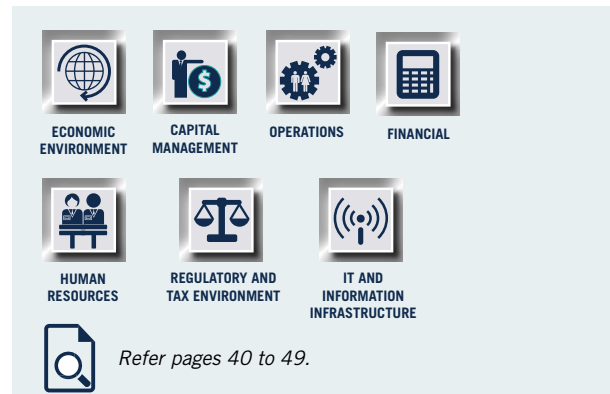 ECONOMIC
ENVIRONMENT
CAPITAL
MANAGEMENT
OPERATIONS
FINANCIAL
HUMAN
RESOURCES
REGULATORY AND
TAX ENVIRONMENT
IT AND
INFORMATION
INFRASTRUCTURE
Refer pages 40 to 49.